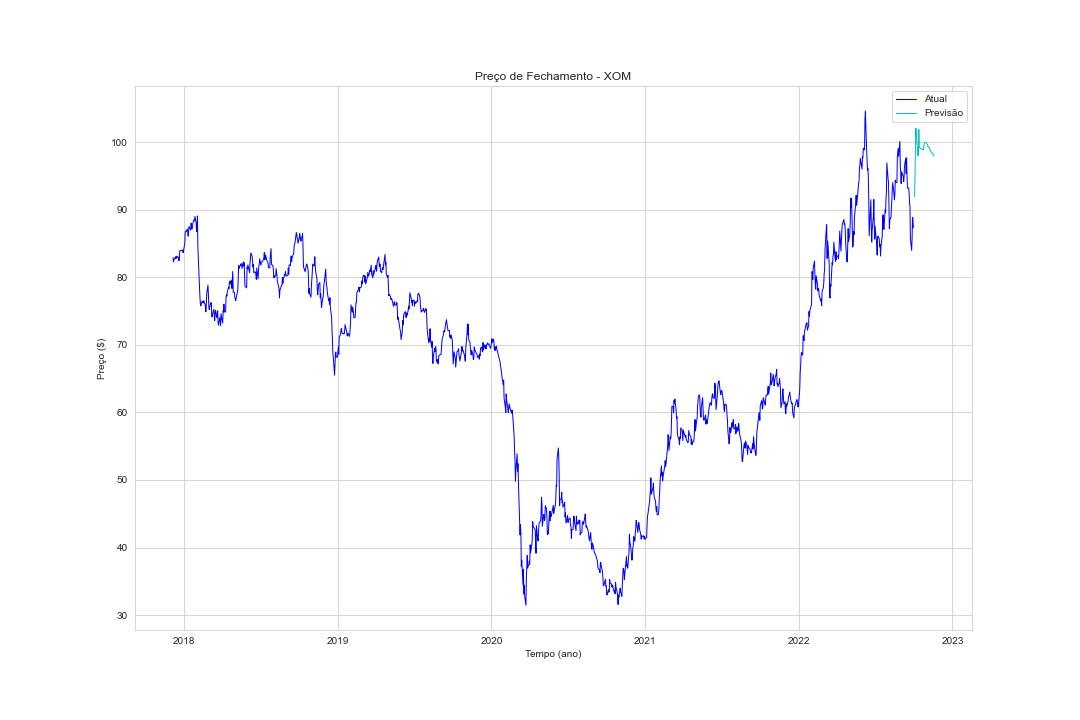 Preço de Fechamento - XOM
Atual
Previsão
Preço ($)
100
90
80
70
60
50
40
30
2018 2019 2020 2021 2022 2023
Tempo (ano)